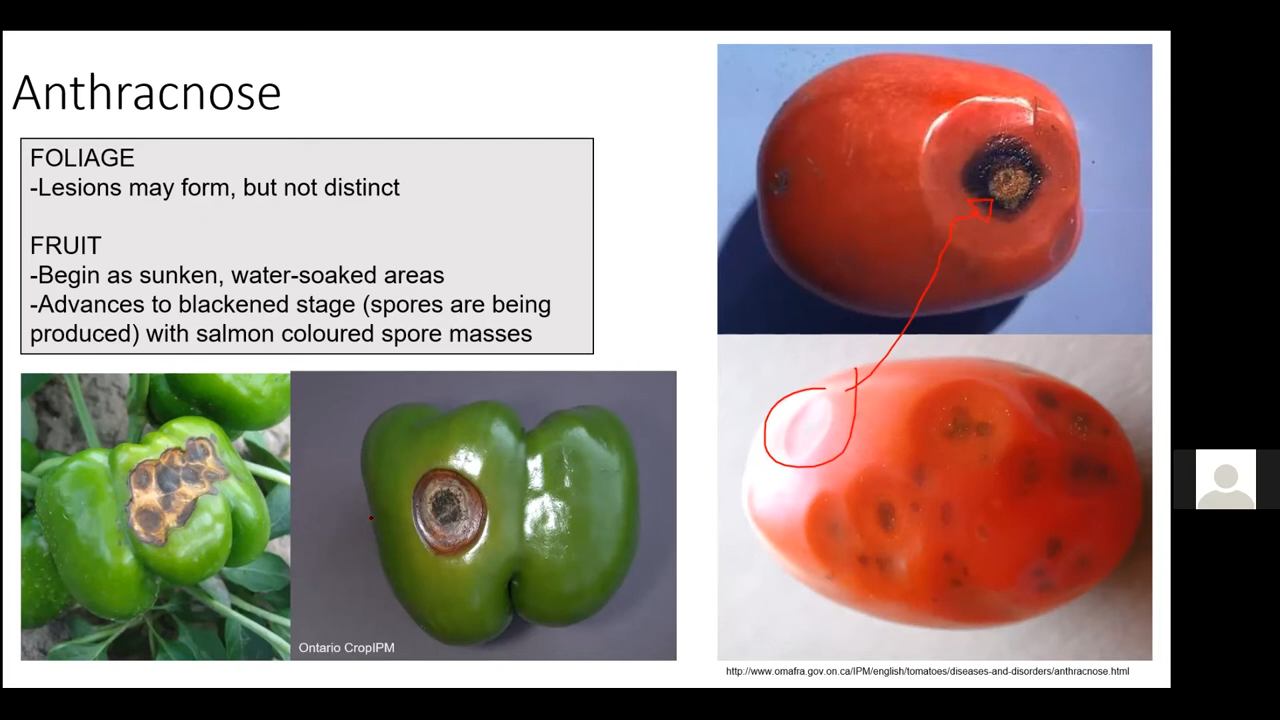 Anthracnose
FOLIAGE
-Lesions may form, but not distinct
FRUIT
-Begin as sunken, water-soaked areas
-Advances to blackened stage (spores are being
produced) with salmon coloured spore masses
Ontario CropIPM
http://www.omafra.gov.on.ca/IPM/english/tomatoes/diseases-and-disorders/anthracnose.html